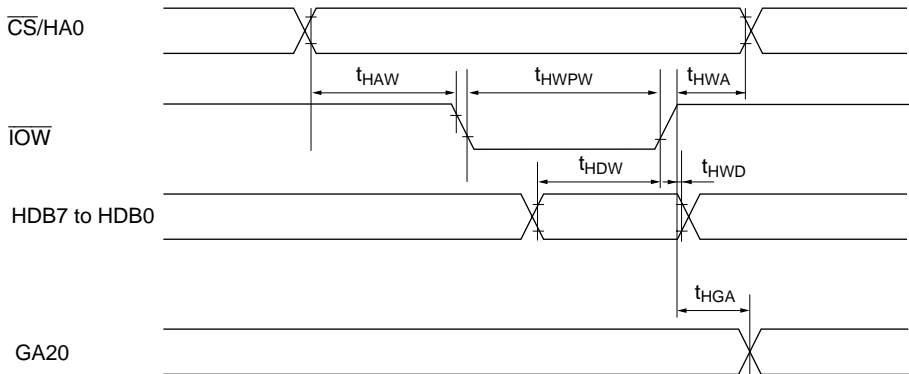 CS/HA0
tHAW
tHWPW
tHWA
IOW
tHDW
tHWD
HDB7 to HDB0
tHGA
GA20